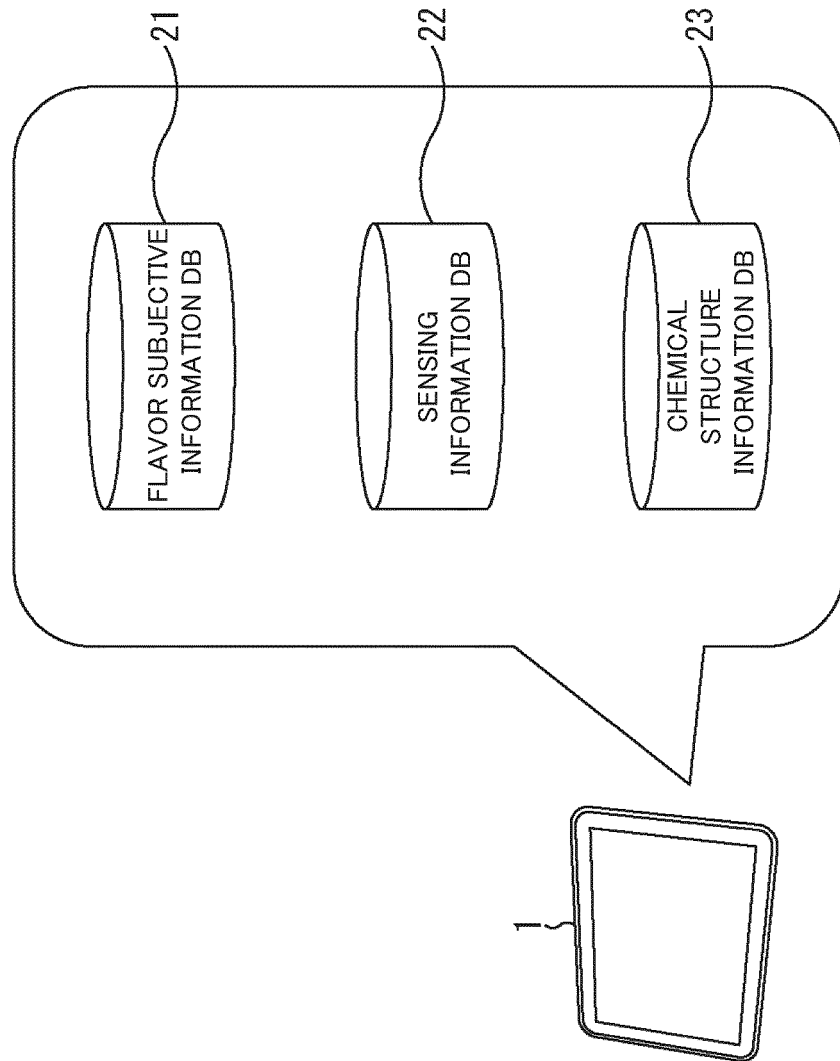 FLAVOR SUBJECTIVE
INFORMATION DB
21
SENSING
INFORMATION DB
22
CHEMICAL
STRUCTURE
INFORMATION DB
23
1